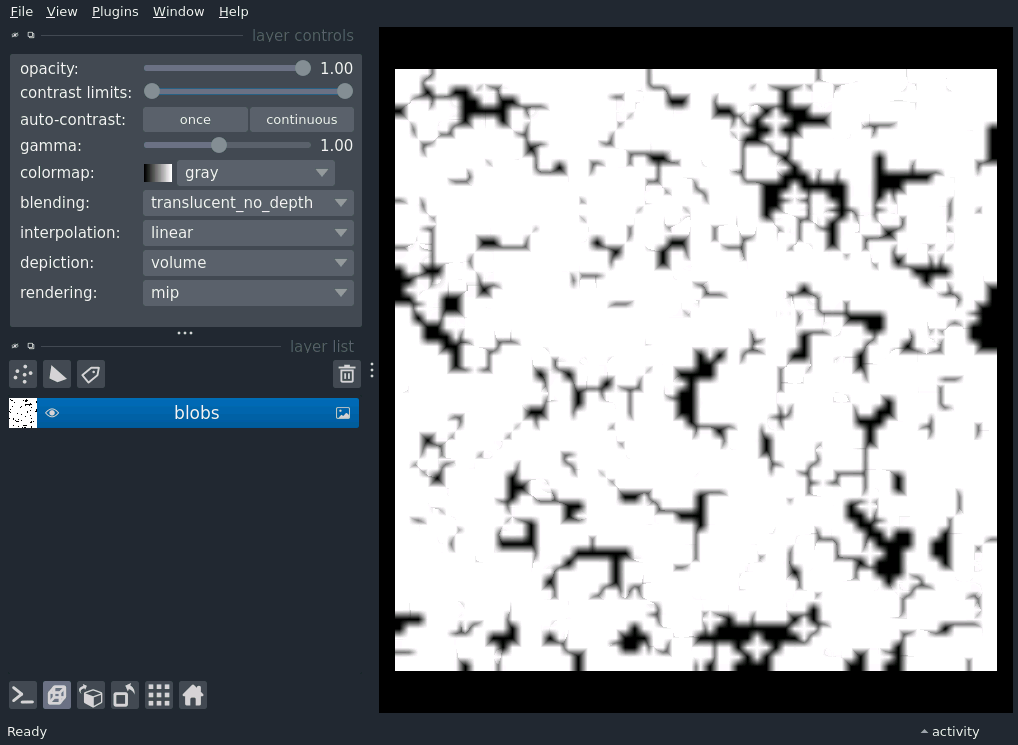 File View Plugins Window Help
layer controls
opacity: 1.00
contrast limits:
auto-contrast: once continuous
gamma: 1.00
colormap: gray
blending: translucent_no_depth
interpolation: linear
depiction: volume
rendering: mip
layer list
blobs
Ready
activity